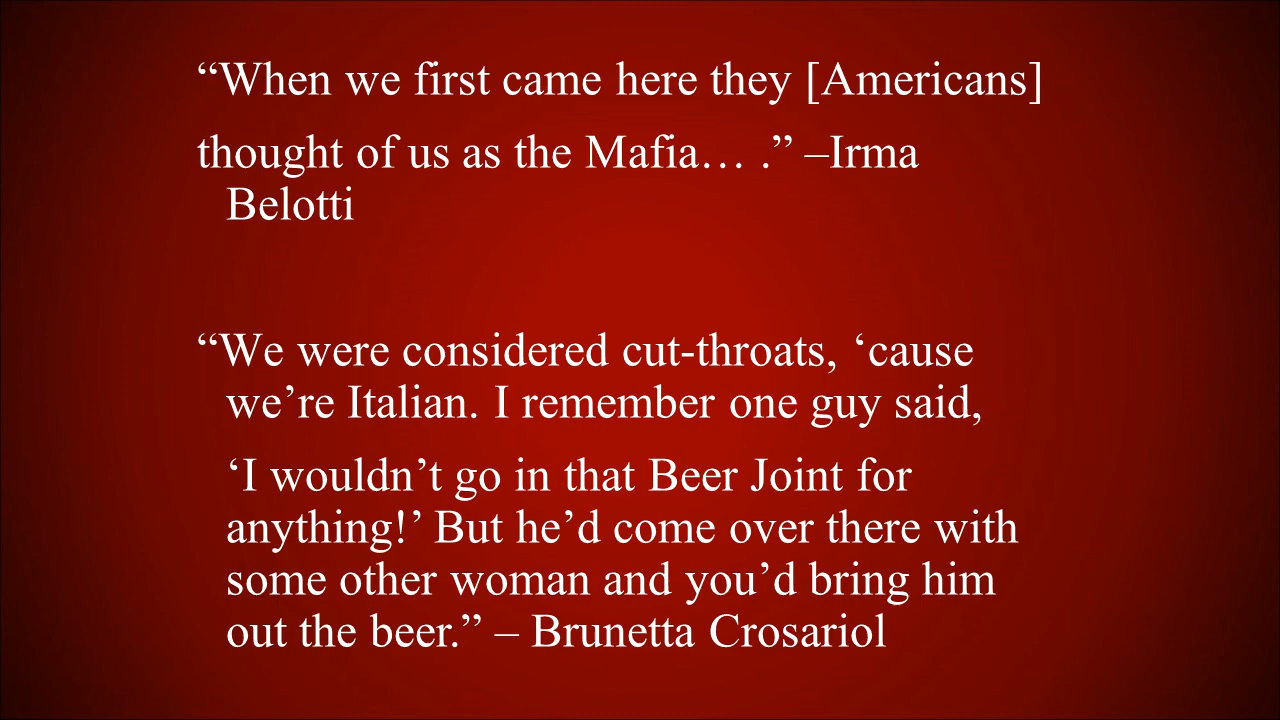 “When we first came here they [Americans]
thought of us as the Mafia… .” –Irma
Belotti
“We were considered cut-throats, ‘cause
we’re Italian. I remember one guy said,
‘I wouldn’t go in that Beer Joint for
anything!’ But he’d come over there with
some other woman and you’d bring him
out the beer.” – Brunetta Crosariol